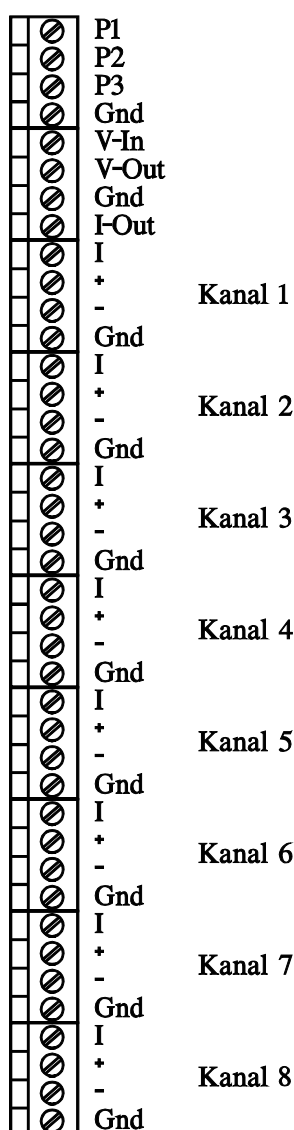 P1
P2
P3
Gnd
V-In
V-Out
Gnd
I-Out
I
+
Kanal 1
-
Gnd
I
+
Kanal 2
-
Gnd
I
+
Kanal 3
-
Gnd
I
+
Kanal 4
-
Gnd
I
+
Kanal 5
-
Gnd
I
+
Kanal 6
-
Gnd
I
+
Kanal 7
-
Gnd
I
+
Kanal 8
-
Gnd